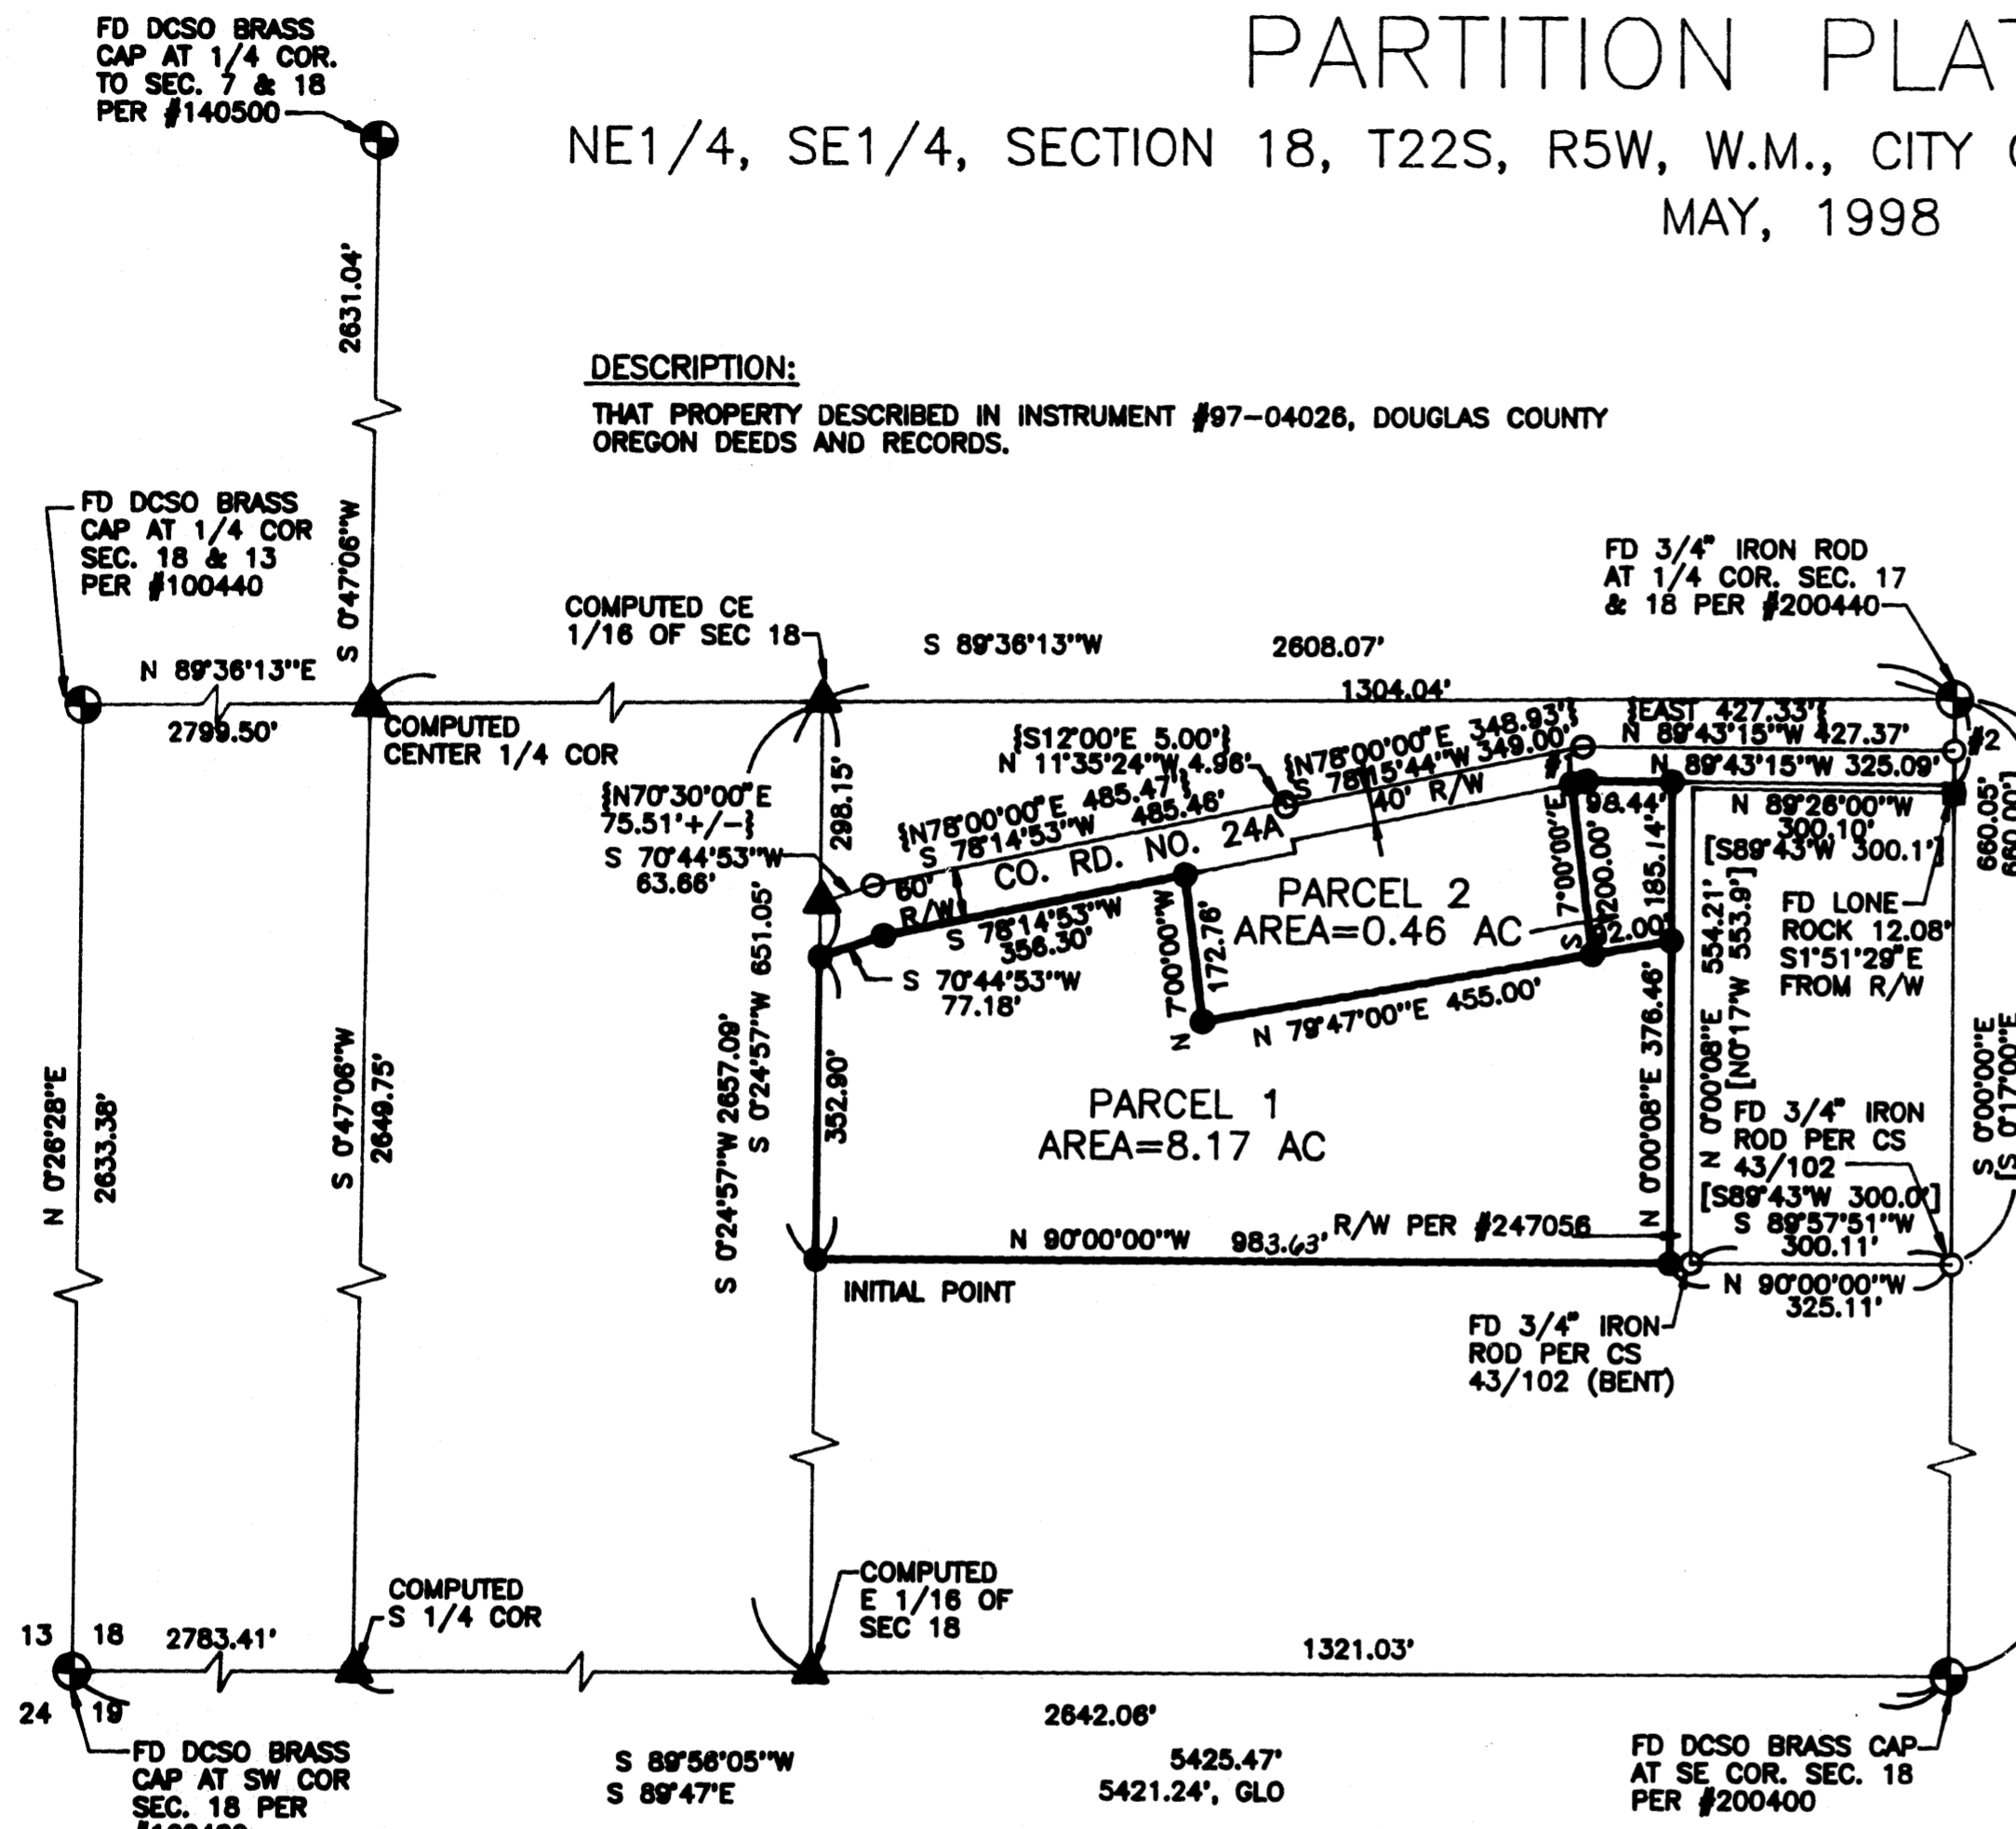 PARTITION PLAT
NE1/4, SE1/4, SECTION 18, T22S, R5W, W.M., CITY
MAY, 1998
FD DCSO BRASS
CAP AT 1/4 COR.
TO SEC. 7 & 18
PER #140500
2631.04'
S 0°47'06"W
DESCRIPTION:
THAT PROPERTY DESCRIBED IN INSTRUMENT #97-04026, DOUGLAS COUNTY
OREGON DEEDS AND RECORDS.
FD DCSO BRASS
CAP AT 1/4 COR
SEC. 18 & 13
PER #100440
N 89°36'13"E
2799.50'
COMPUTED
CENTER 1/4 COR
COMPUTED CE
1/16 OF SEC 18
S 89°36'13"W 2608.07'
1304.04'
FD 3/4" IRON ROD
AT 1/4 COR. SEC. 17
& 18 PER #200440
{S12°00'E 5.00'}
N 11°35'24"W 4.96'
{N78°00'00"E 348.93'}
S 78°15'44"W 349.00'
{EAST 427.33'}
N 89°43'15"W 427.37'
#2
#1
N 89°43'15"W 325.09'
{N70°30'00"E
75.51'+/-}
S 70°44'53"W
63.66'
298.15'
{N78°00'00"E 485.47'}
S 78°14'53"W 485.46'
CO. RD. NO. 24A
40' R/W
60'
R/W
S 78°14'53"W
356.30'
S 70°44'53"W
77.18'
N 7°00'00"W
172.76'
PARCEL 2
AREA=0.46 AC
S 7°00'00"E
200.00'
98.44'
185.14'
92.00'
N 79°47'00"E 455.00'
N 89°26'00"W
300.10'
[S89°43'W 300.1']
FD LONE
ROCK 12.08'
S1°51'29"E
FROM R/W
660.05'
660.00']
N 0°00'08"E 554.21'
[N0°17'W 553.9']
N 0°00'08"E 376.46'
S 0°00'00"E
[S 0°17'00"E
S 0°24'57"W 651.05'
S 0°24'57"W 2657.09'
352.90'
PARCEL 1
AREA=8.17 AC
FD 3/4" IRON
ROD PER CS
43/102
[S89°43'W 300.0']
S 89°57'51"W
300.11'
N 90°00'00"W
325.11'
R/W PER #247056
N 90°00'00"W 983.63'
INITIAL POINT
FD 3/4" IRON
ROD PER CS
43/102 (BENT)
N 0°26'28"E
2633.38'
S 0°47'06"W
2649.75'
13 18
24 19
2783.41'
COMPUTED
S 1/4 COR
COMPUTED
E 1/16 OF
SEC 18
1321.03'
2642.06'
S 89°56'05"W 5425.47'
S 89°47'E 5421.24', GLO
FD DCSO BRASS
CAP AT SW COR
SEC. 18 PER
FD DCSO BRASS CAP
AT SE COR. SEC. 18
PER #200400